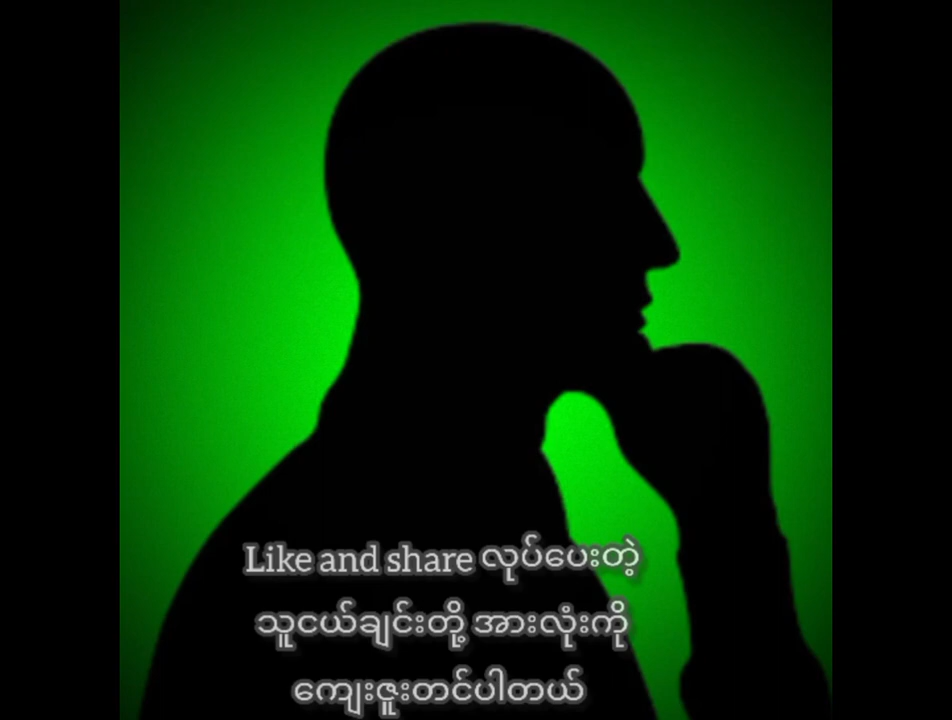 Like and share လုပ်ပေးတဲ့
သူငယ်ချင်းတို့ အားလုံးကို
ကျေးဇူးတင်ပါတယ်